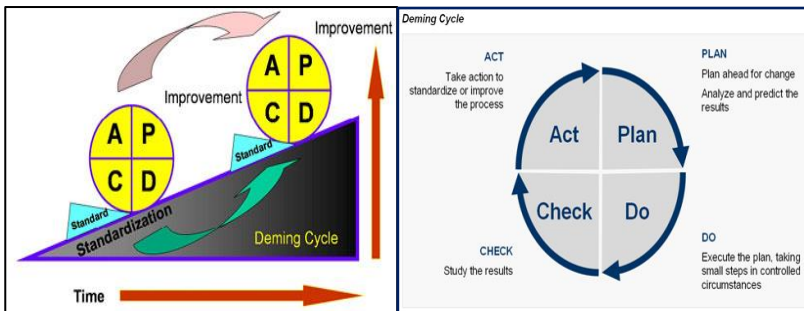 Improvement
A P
C D
Improvement
A P
C D
Standard
Standard
Standardization
Deming Cycle
Time
Deming Cycle
ACT
Take action to
standardize or improve
the process
PLAN
Plan ahead for change
Analyze and predict the
results
Act
Plan
Check
Do
CHECK
Study the results
DO
Execute the plan, taking
small steps in controlled
circumstances